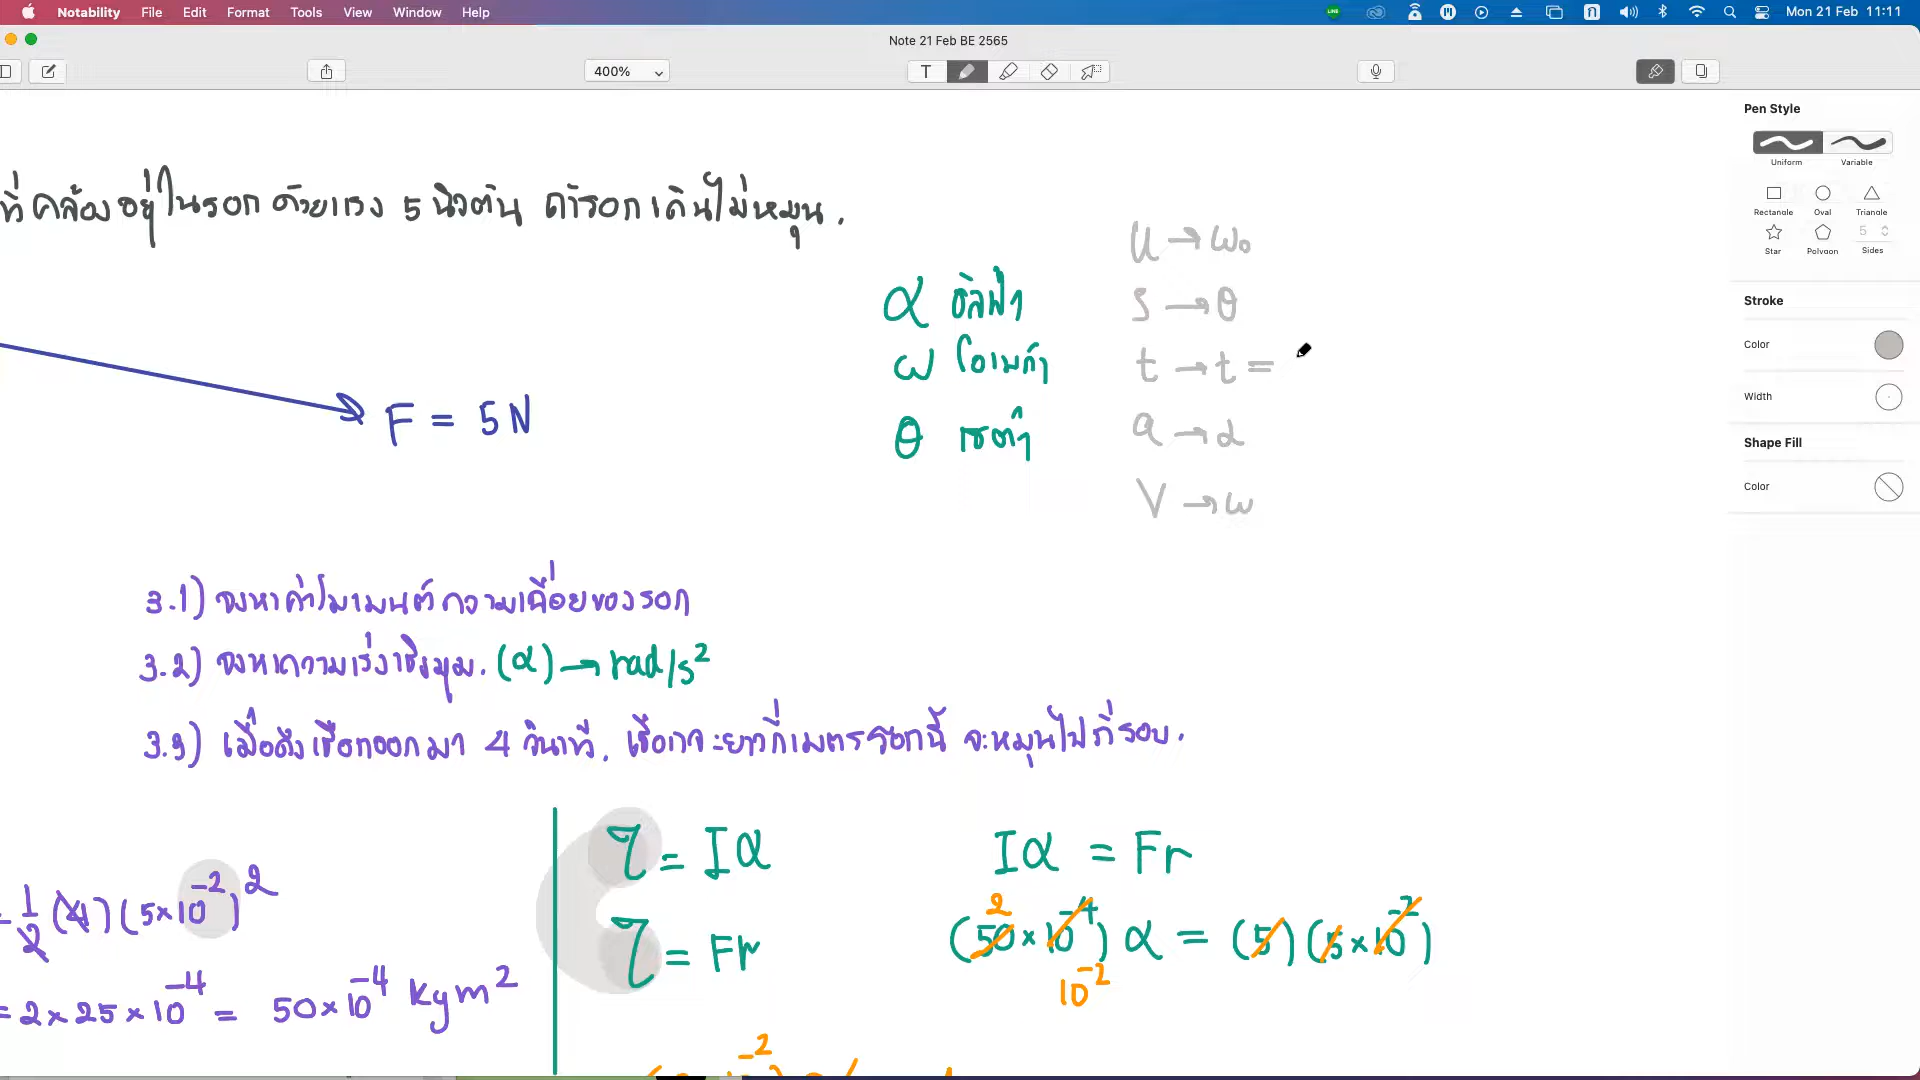 Notability File Edit Format Tools View Window Help Mon 21 Feb 11:11
Note 21 Feb BE 2565
400%
T
ที่คล้องอยู่ในรอกด้วยแรง 5 นิวตัน ถ้ารอกเดินไม่หมุน.
F = 5N
α อัลฟ่า
ω โอเมก้า
θ เซต้า
u → ω₀
S → θ
t → t =
a → α
V → ω
3.1) จงหาค่าโมเมนต์ความเฉื่อยของรอก
3.2) จงหาความเร่งเชิงมุม. (α) → rad/s²
3.3) เมื่อดึงเชือกออกมา 4 วินาที. เชือกจะยาวกี่เมตร รอกนี้ จะหมุนไปกี่รอบ.
½ (4) (5×10⁻²)²
= 2 × 25 × 10⁻⁴ = 50×10⁻⁴ kgm²
τ = Iα
τ = Fr
Iα = Fr
2
(50 × 10⁻⁴) α = (5) (5 × 10⁻²)
10⁻²
Pen Style
Uniform Variable
Rectangle Oval Triangle
5
Star Polygon Sides
Stroke
Color
Width
Shape Fill
Color